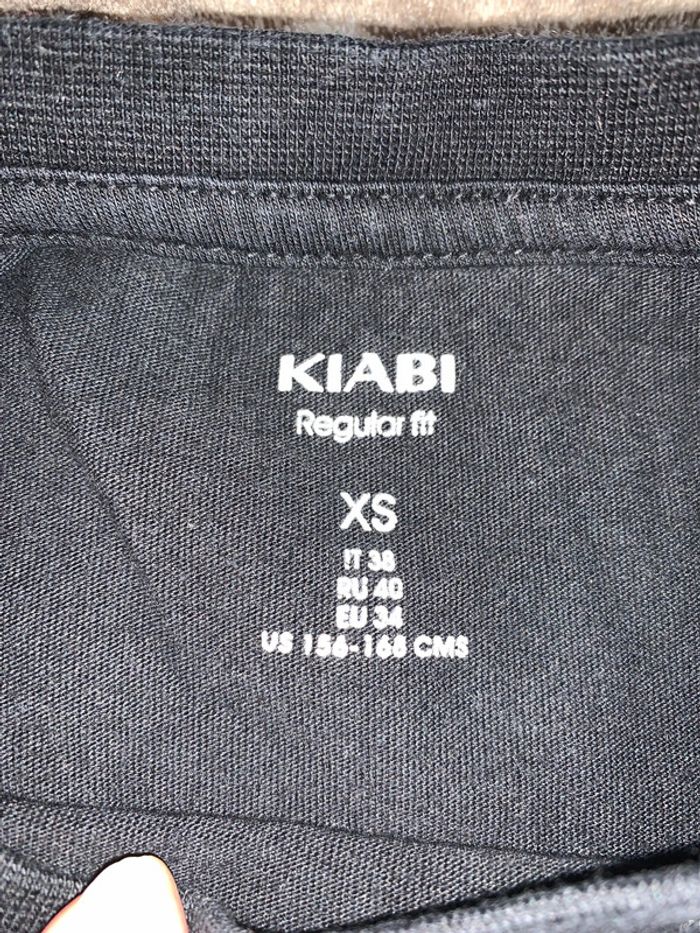 KIABI
Regular fit
XS
IT 38
RU 40
EU 34
US 156-168 CMS